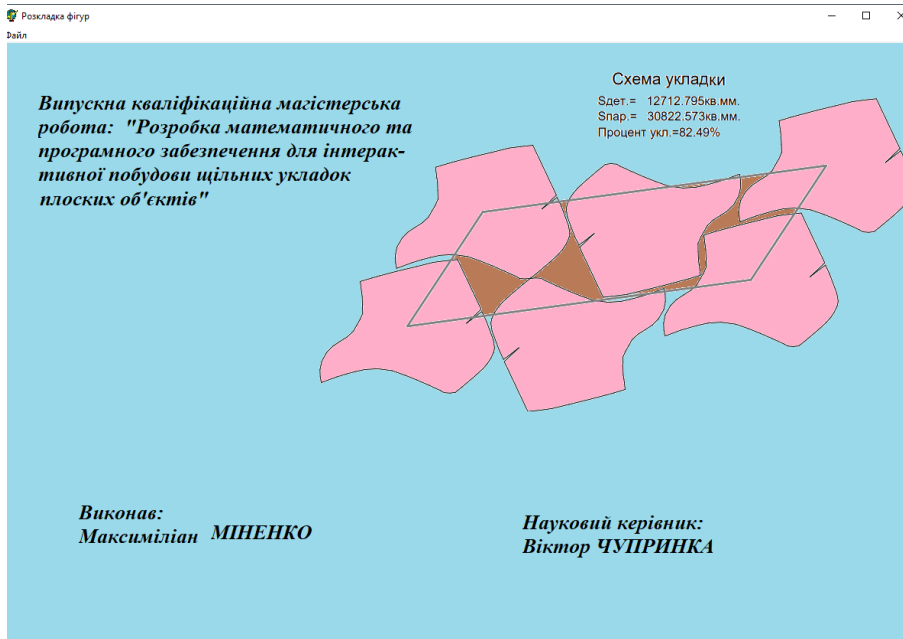 Розкладка фігур
Файл
Випускна кваліфікаційна магістерська
робота: "Розробка математичного та
програмного забезпечення для інтерак-
тивної побудови щільних укладок
плоских об'єктів"
Схема укладки
Sдет.= 12712.795кв.мм.
Sпар.= 30822.573кв.мм.
Процент укл.=82.49%
Виконав:
Максиміліан МІНЕНКО
Науковий керівник:
Віктор ЧУПРИНКА